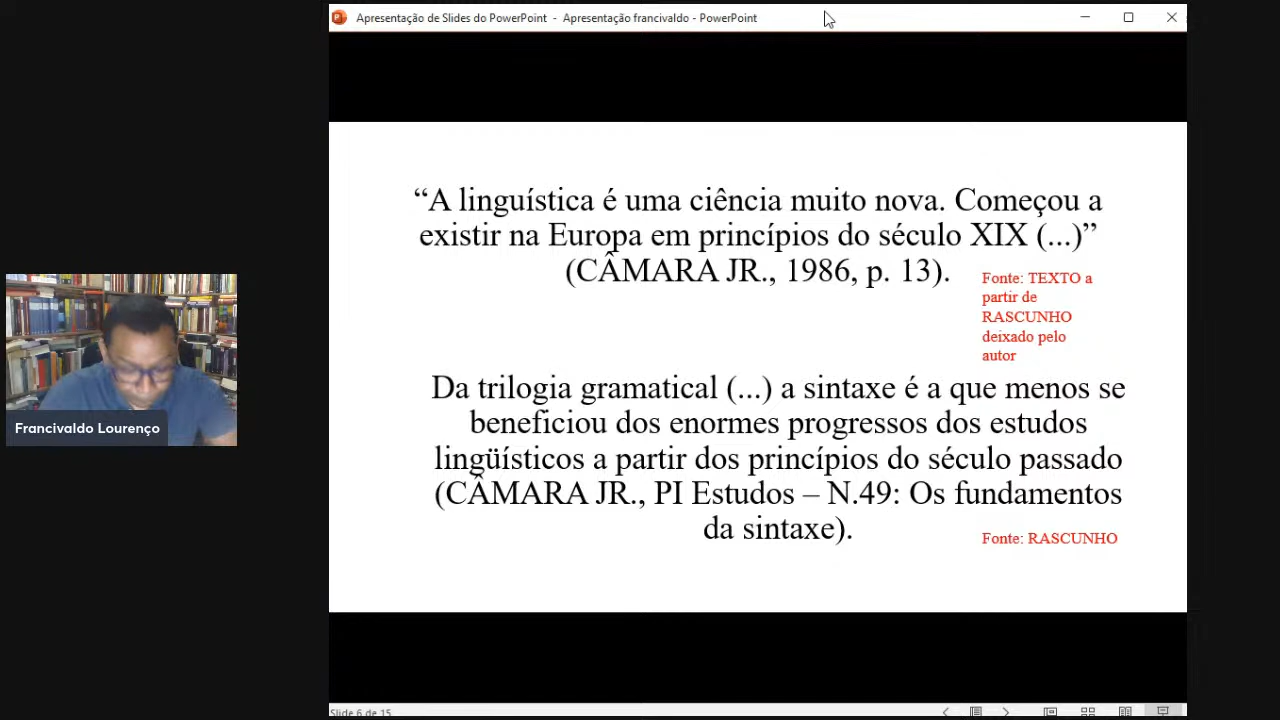 Apresentação de Slides do PowerPoint - Apresentação francivaldo - PowerPoint
“A linguística é uma ciência muito nova. Começou a
existir na Europa em princípios do século XIX (...)”
(CÂMARA JR., 1986, p. 13).
Fonte: TEXTO a
partir de
RASCUNHO
deixado pelo
autor
Da trilogia gramatical (...) a sintaxe é a que menos se
beneficiou dos enormes progressos dos estudos
lingüísticos a partir dos princípios do século passado
(CÂMARA JR., PI Estudos – N.49: Os fundamentos
da sintaxe).
Fonte: RASCUNHO
Francivaldo Lourenço
Slide 6 de 15